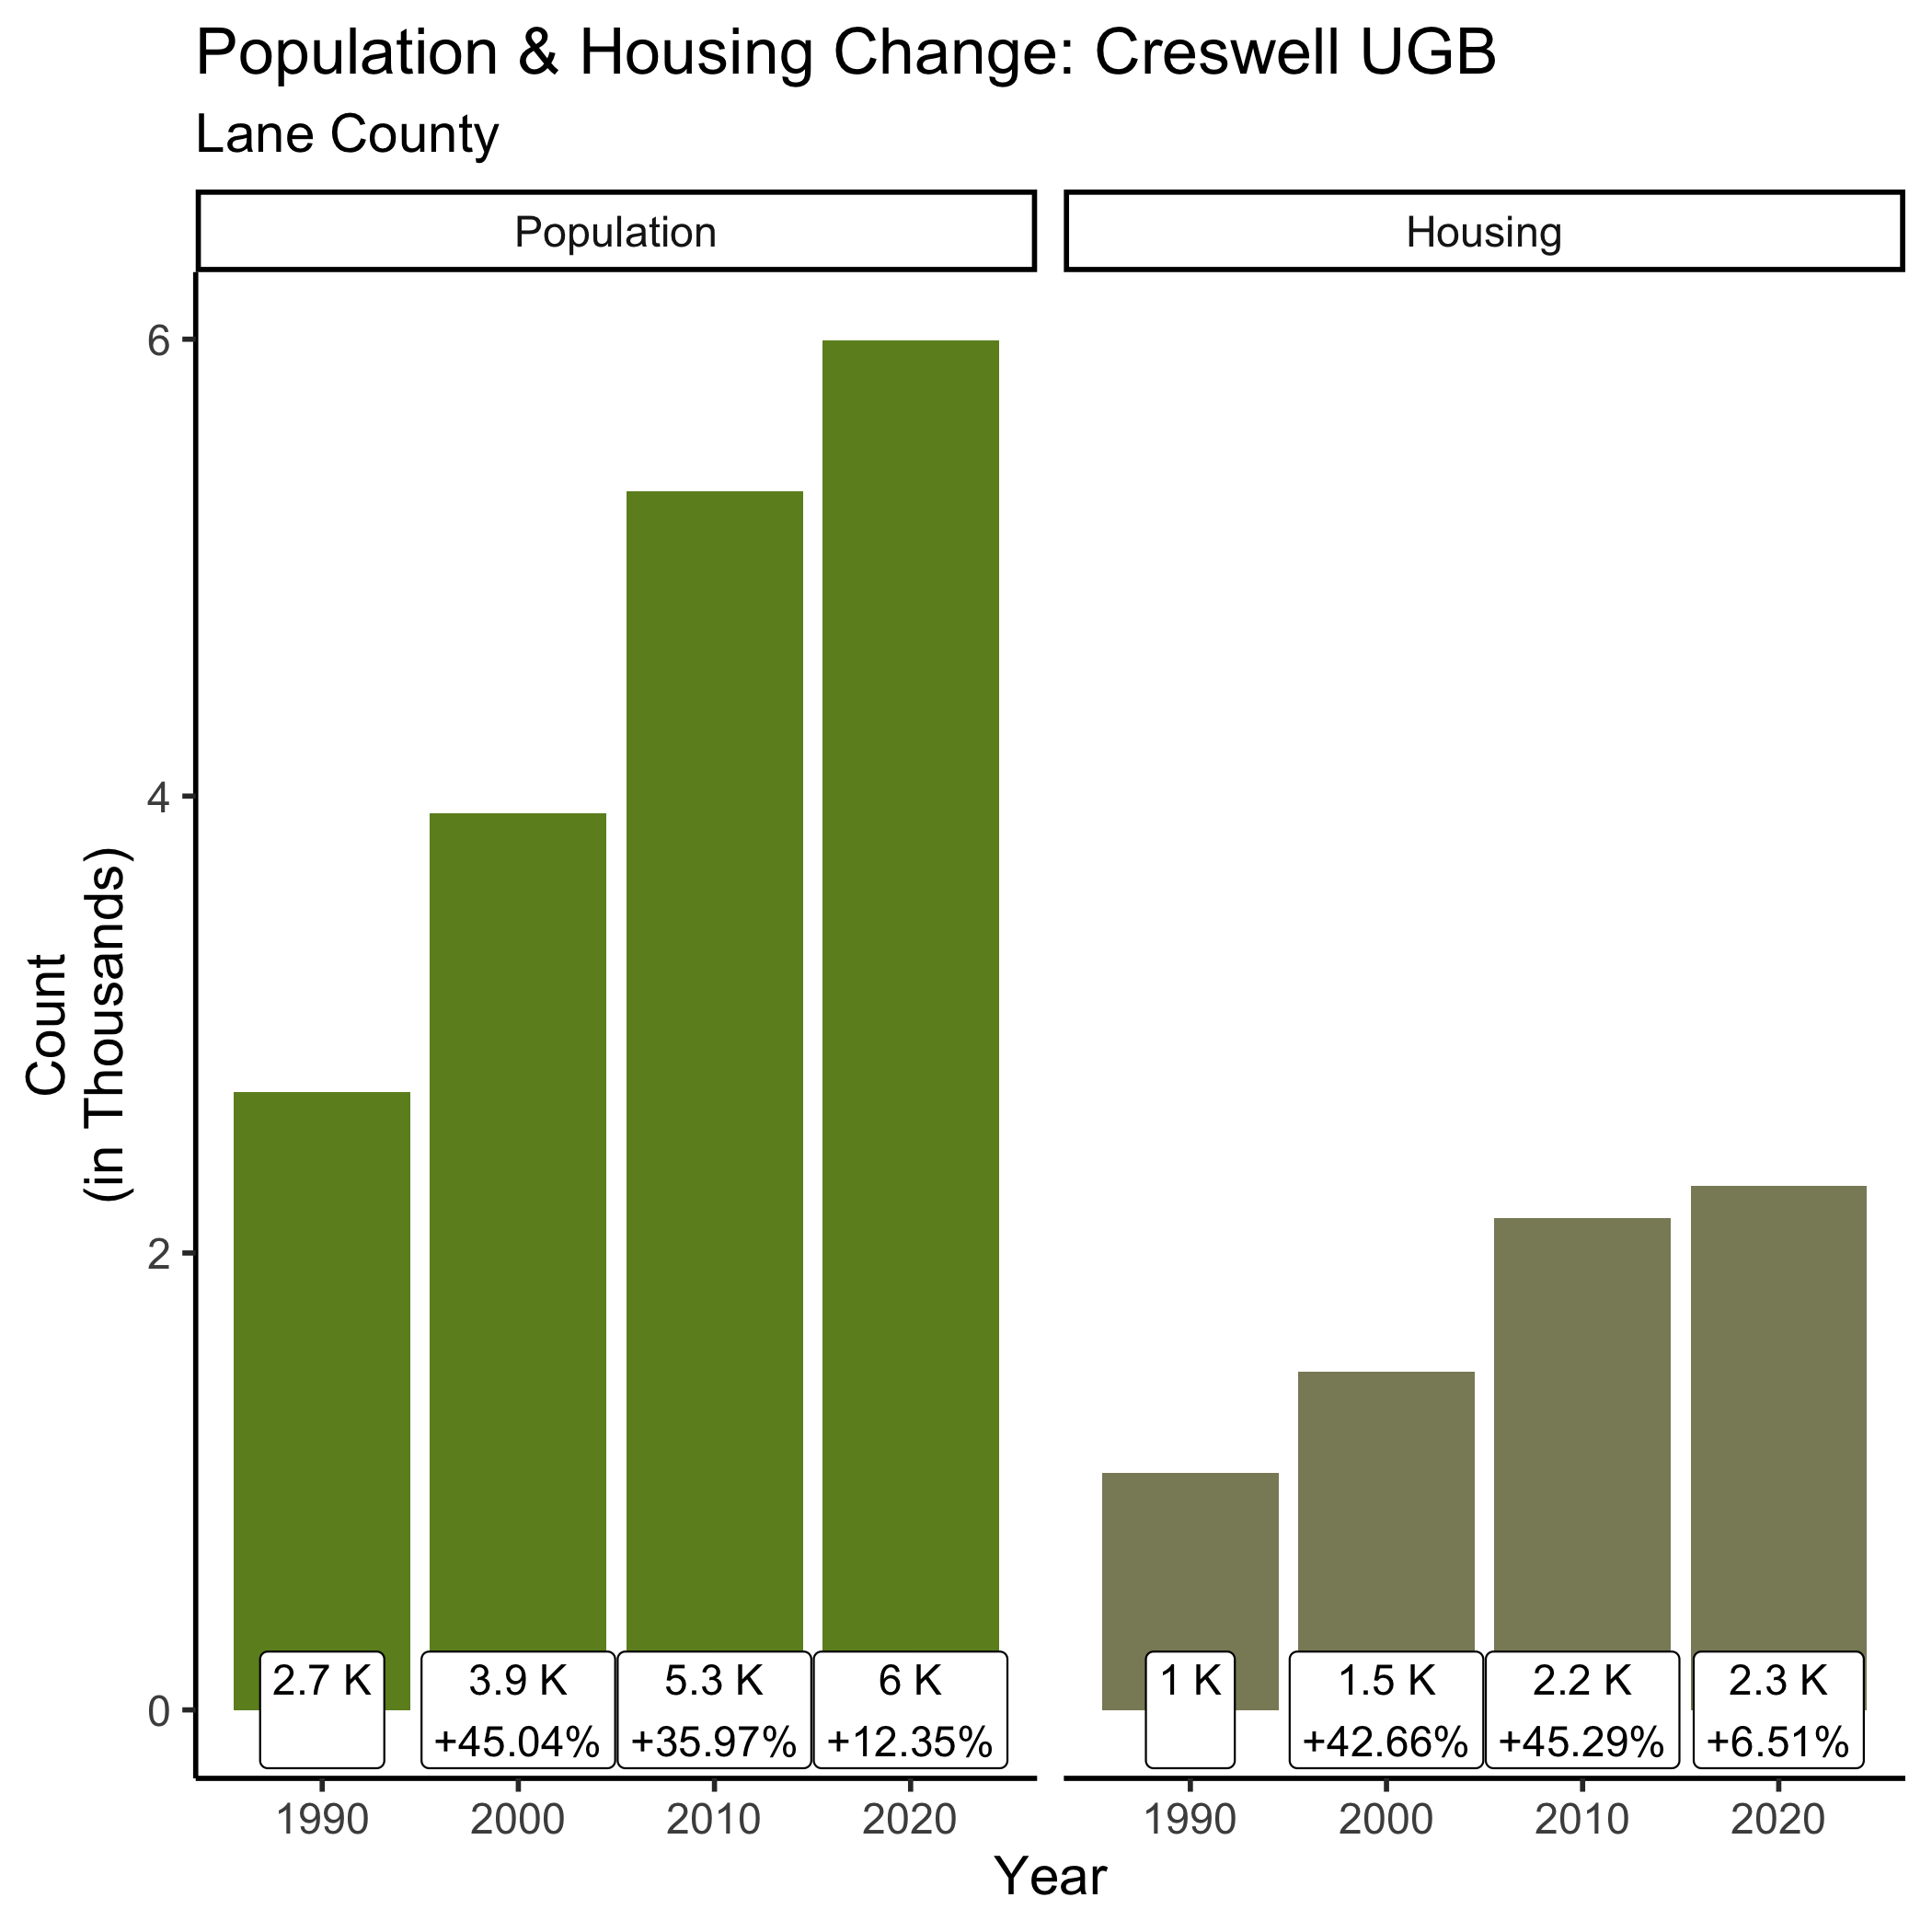 Population & Housing Change: Creswell UGB
Lane County
Population
Housing
Count
(in Thousands)
6
4
2
0
2.7 K
3.9 K
+45.04%
5.3 K
+35.97%
6 K
+12.35%
1 K
1.5 K
+42.66%
2.2 K
+45.29%
2.3 K
+6.51%
1990
2000
2010
2020
1990
2000
2010
2020
Year